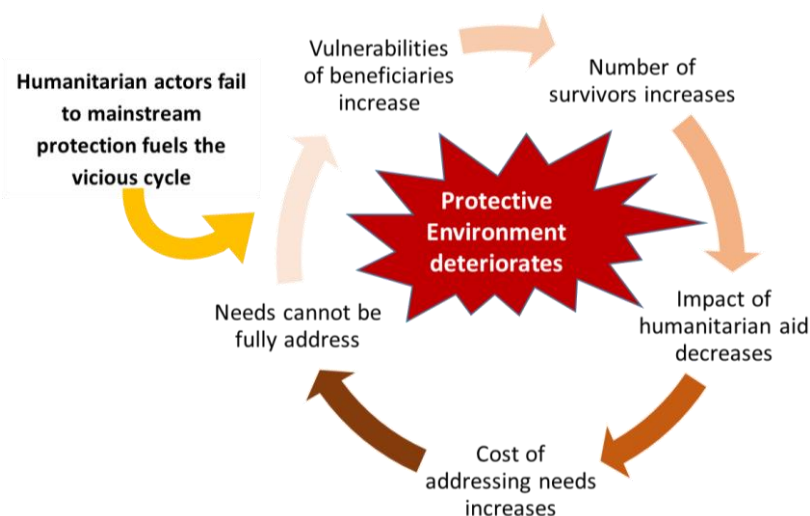 Humanitarian actors fail
to mainstream
protection fuels the
vicious cycle
Vulnerabilities
of beneficiaries
increase
Number of
survivors increases
Protective
Environment
deteriorates
Impact of
humanitarian aid
decreases
Cost of
addressing needs
increases
Needs cannot be
fully address